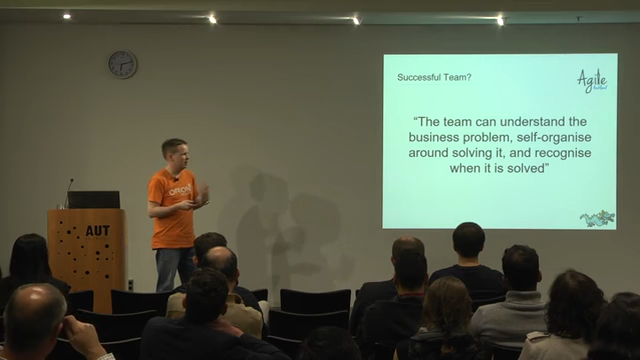 Successful Team?
Agile
“The team can understand the
business problem, self-organise
around solving it, and recognise
when it is solved”
ORION
AUT